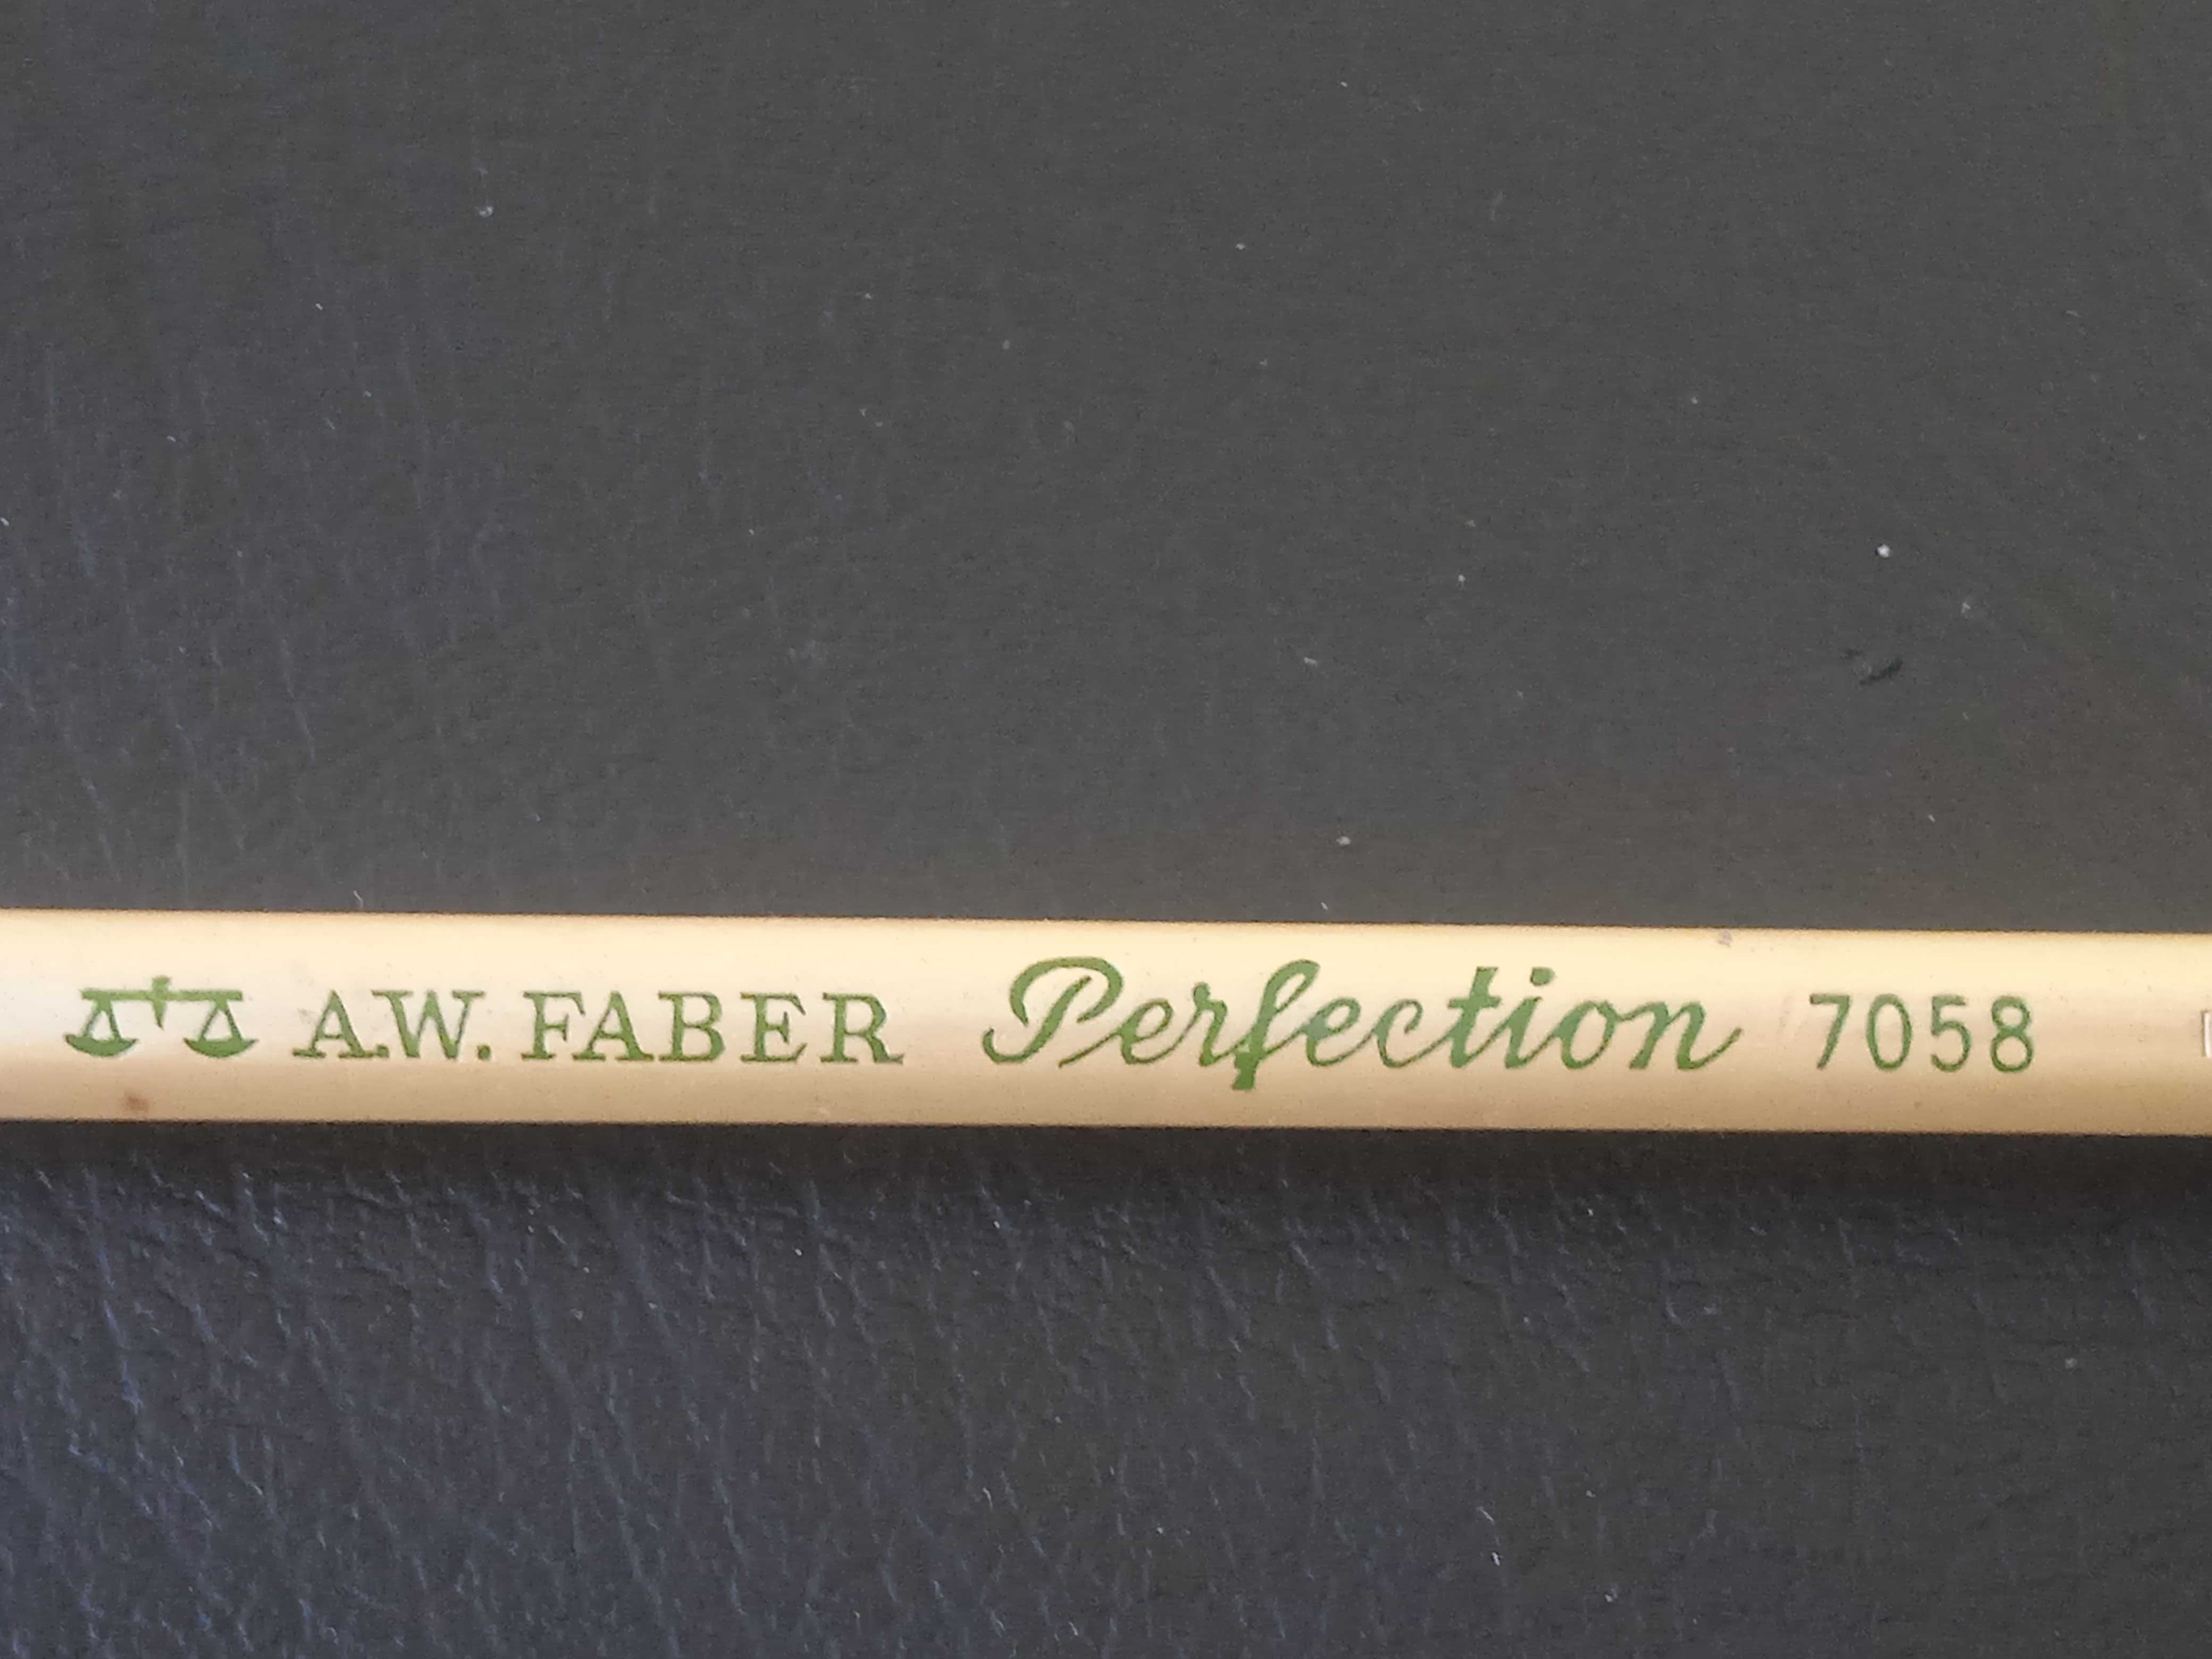 A.W. FABER Perfection 7058